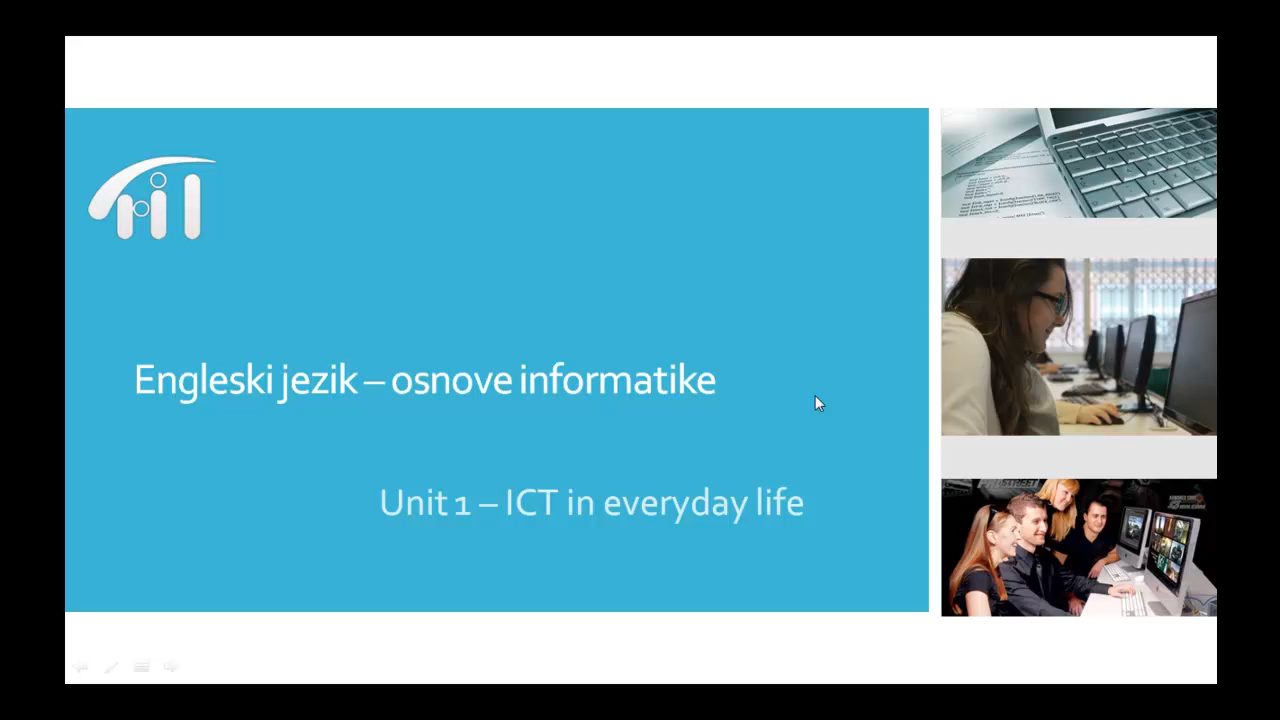 Engleski jezik – osnove informatike
Unit 1 – ICT in everyday life